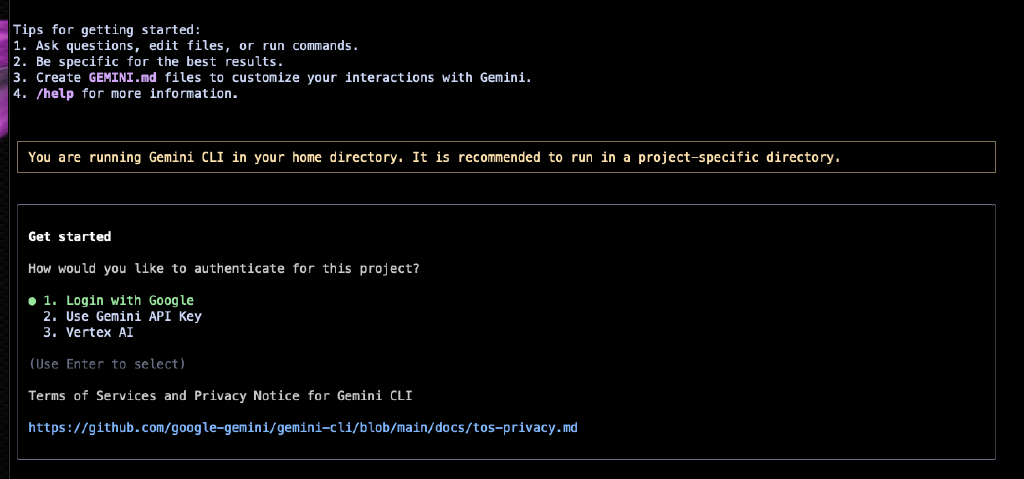 Tips for getting started:
1. Ask questions, edit files, or run commands.
2. Be specific for the best results.
3. Create GEMINI.md files to customize your interactions with Gemini.
4. /help for more information.
You are running Gemini CLI in your home directory. It is recommended to run in a project-specific directory.
Get started
How would you like to authenticate for this project?
● 1. Login with Google
2. Use Gemini API Key
3. Vertex AI
(Use Enter to select)
Terms of Services and Privacy Notice for Gemini CLI
https://github.com/google-gemini/gemini-cli/blob/main/docs/tos-privacy.md